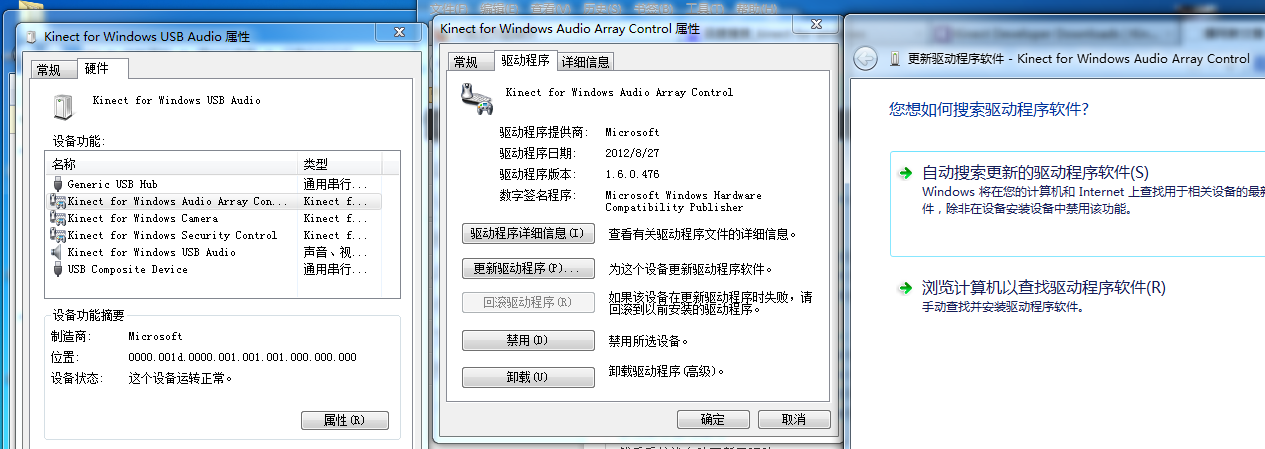 Kinect for Windows USB Audio 属性
常规
硬件
Kinect for Windows USB Audio
设备功能:
名称
类型
Generic USB Hub
通用串行...
Kinect for Windows Audio Array Con...
Kinect f...
Kinect for Windows Camera
Kinect f...
Kinect for Windows Security Control
Kinect f...
Kinect for Windows USB Audio
声音、视...
USB Composite Device
通用串行...
设备功能摘要
制造商:
Microsoft
位置:
0000.001d.0000.001.001.001.000.000.000
设备状态:
这个设备运转正常。
属性(R)
Kinect for Windows Audio Array Control 属性
常规
驱动程序
详细信息
Kinect for Windows Audio Array Control
驱动程序提供商:
Microsoft
驱动程序日期:
2012/8/27
驱动程序版本:
1.6.0.476
数字签名程序:
Microsoft Windows Hardware
Compatibility Publisher
驱动程序详细信息(I)
查看有关驱动程序文件的详细信息。
更新驱动程序(P)...
为这个设备更新驱动程序软件。
回滚驱动程序(R)
如果该设备在更新驱动程序时失败，请
回滚到以前安装的驱动程序。
禁用(D)
禁用所选设备。
卸载(U)
卸载驱动程序(高级)。
确定
取消
更新驱动程序软件 - Kinect for Windows Audio Array Control
您想如何搜索驱动程序软件?
自动搜索更新的驱动程序软件(S)
Windows 将在您的计算机和 Internet 上查找用于相关设备的最新
件，除非在设备安装设备中禁用该功能。
浏览计算机以查找驱动程序软件(R)
手动查找并安装驱动程序软件。